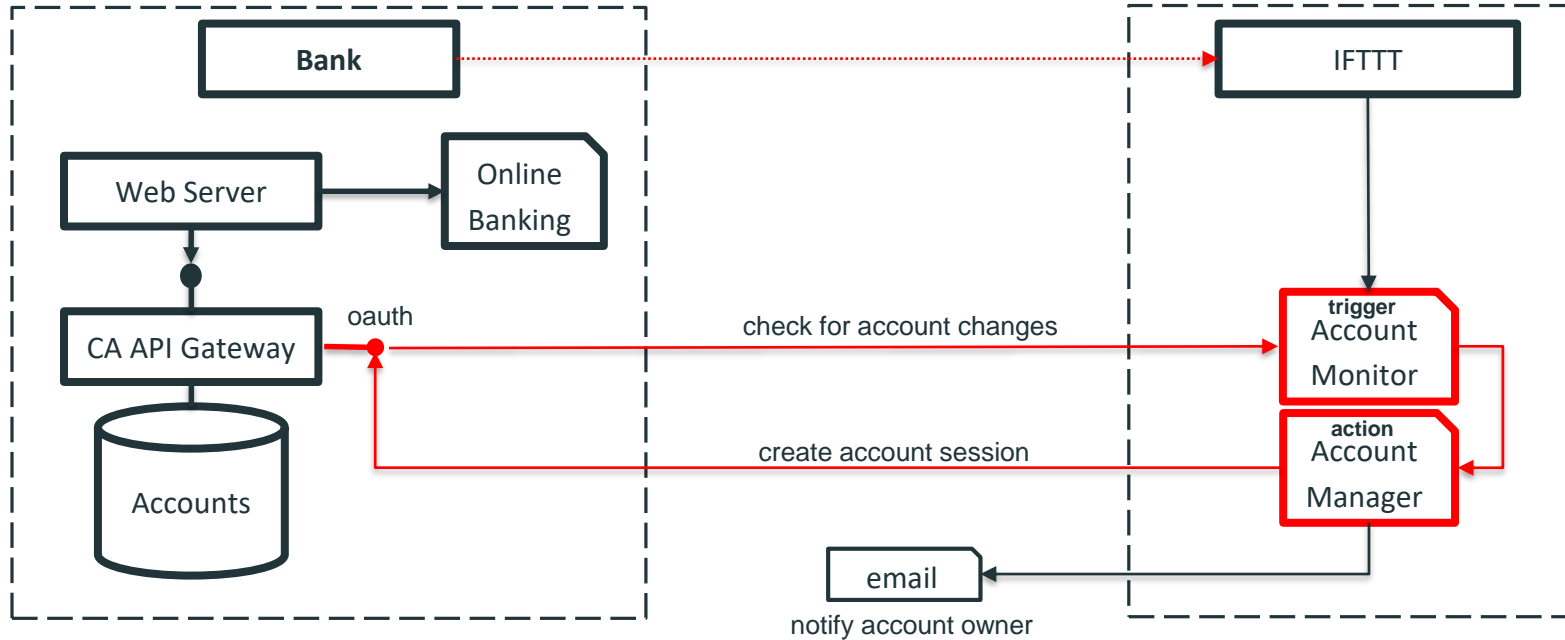 Bank
IFTTT
Web Server
Online
Banking
CA API Gateway
oauth
check for account changes
trigger
Account
Monitor
create account session
action
Account
Manager
Accounts
email
notify account owner